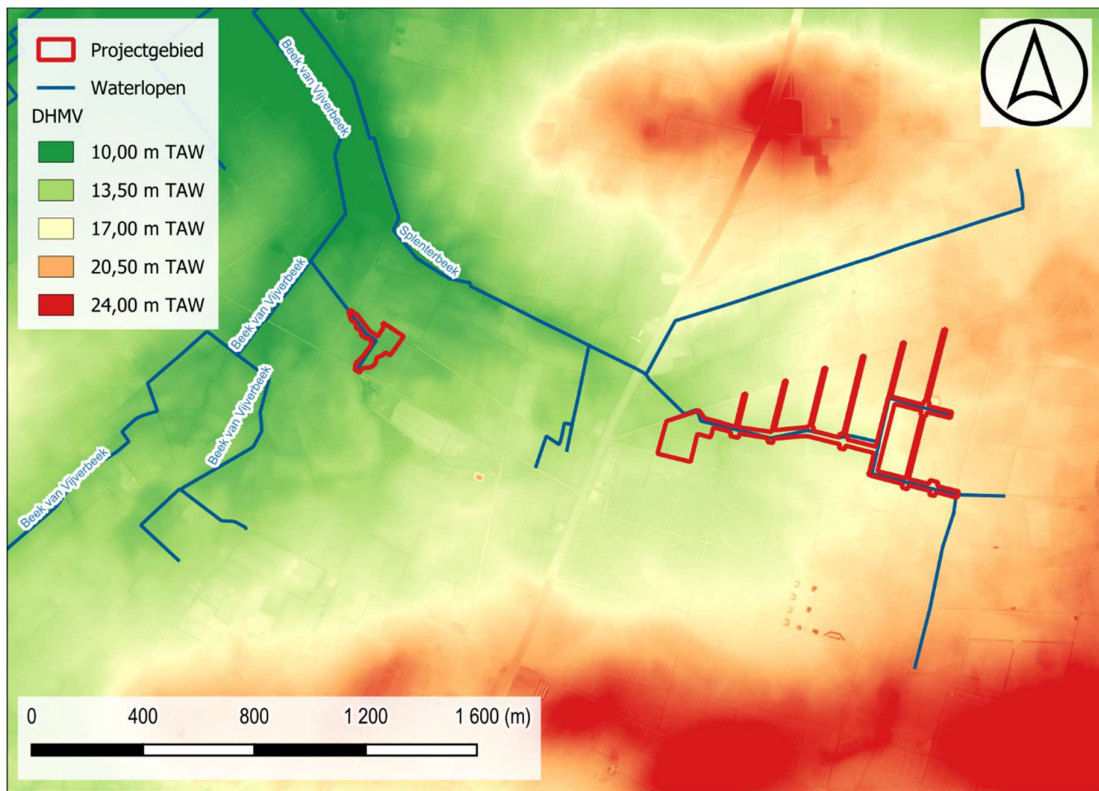 Projectgebied
Waterlopen
DHMV
10,00 m TAW
13,50 m TAW
17,00 m TAW
20,50 m TAW
24,00 m TAW
Beek van Vijverbeek
Splenterbeek
Beek van Vijverbeek
Beek van Vijverbeek
Beek van Vijverbeek
0 400 800 1 200 1 600 (m)